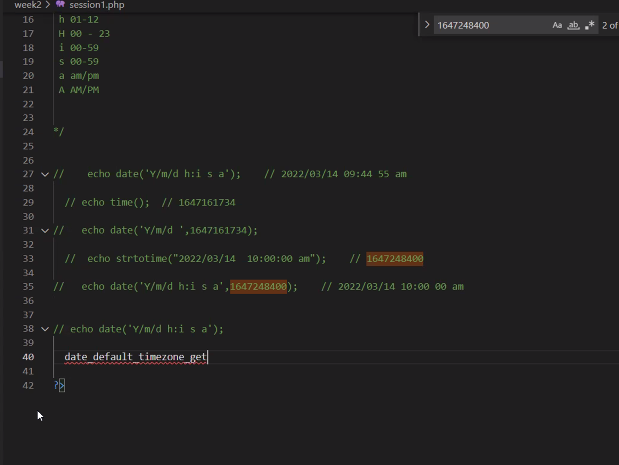 week2 > session1.php
1647248400 Aa ab 2 of
16 h 01-12
17 H 00 - 23
18 i 00-59
19 s 00-59
20 a am/pm
21 A AM/PM
22
23
24 */
25
26
27 // echo date('Y/m/d h:i s a'); // 2022/03/14 09:44 55 am
28
29 // echo time(); // 1647161734
30
31 // echo date('Y/m/d ',1647161734);
32
33 // echo strtotime("2022/03/14 10:00:00 am"); // 1647248400
34
35 // echo date('Y/m/d h:i s a',1647248400); // 2022/03/14 10:00 00 am
36
37
38 // echo date('Y/m/d h:i s a');
39
40 date_default_timezone_get
41
42 ?>